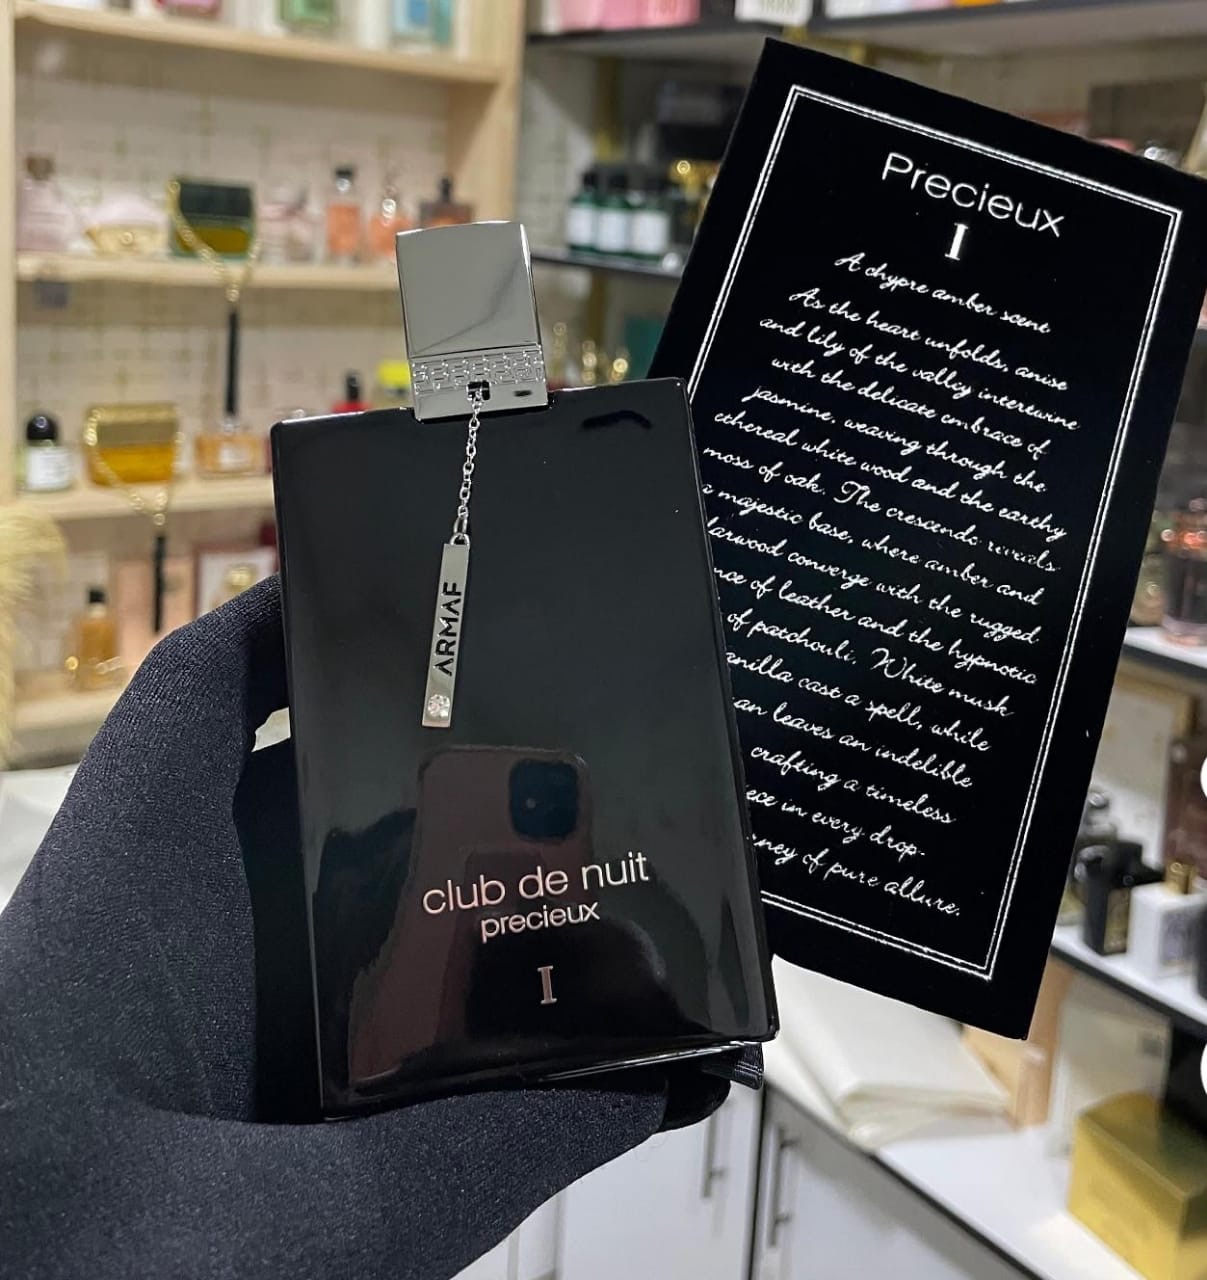 ARMAF
club de nuit
precieux
I
Precieux
I
A chypre amber scent
As the heart unfolds, anise
and lily of the valley intertwine
with the delicate embrace of
jasmine, weaving through the
ethereal white wood and the earthy
moss of oak. The crescendo reveals
a majestic base, where amber and
converge with the rugged
of leather and the hypnotic
of patchouli. White musk
cast a spell, while
leaves an indelible
crafting a timeless
in every drop.
of pure allure.